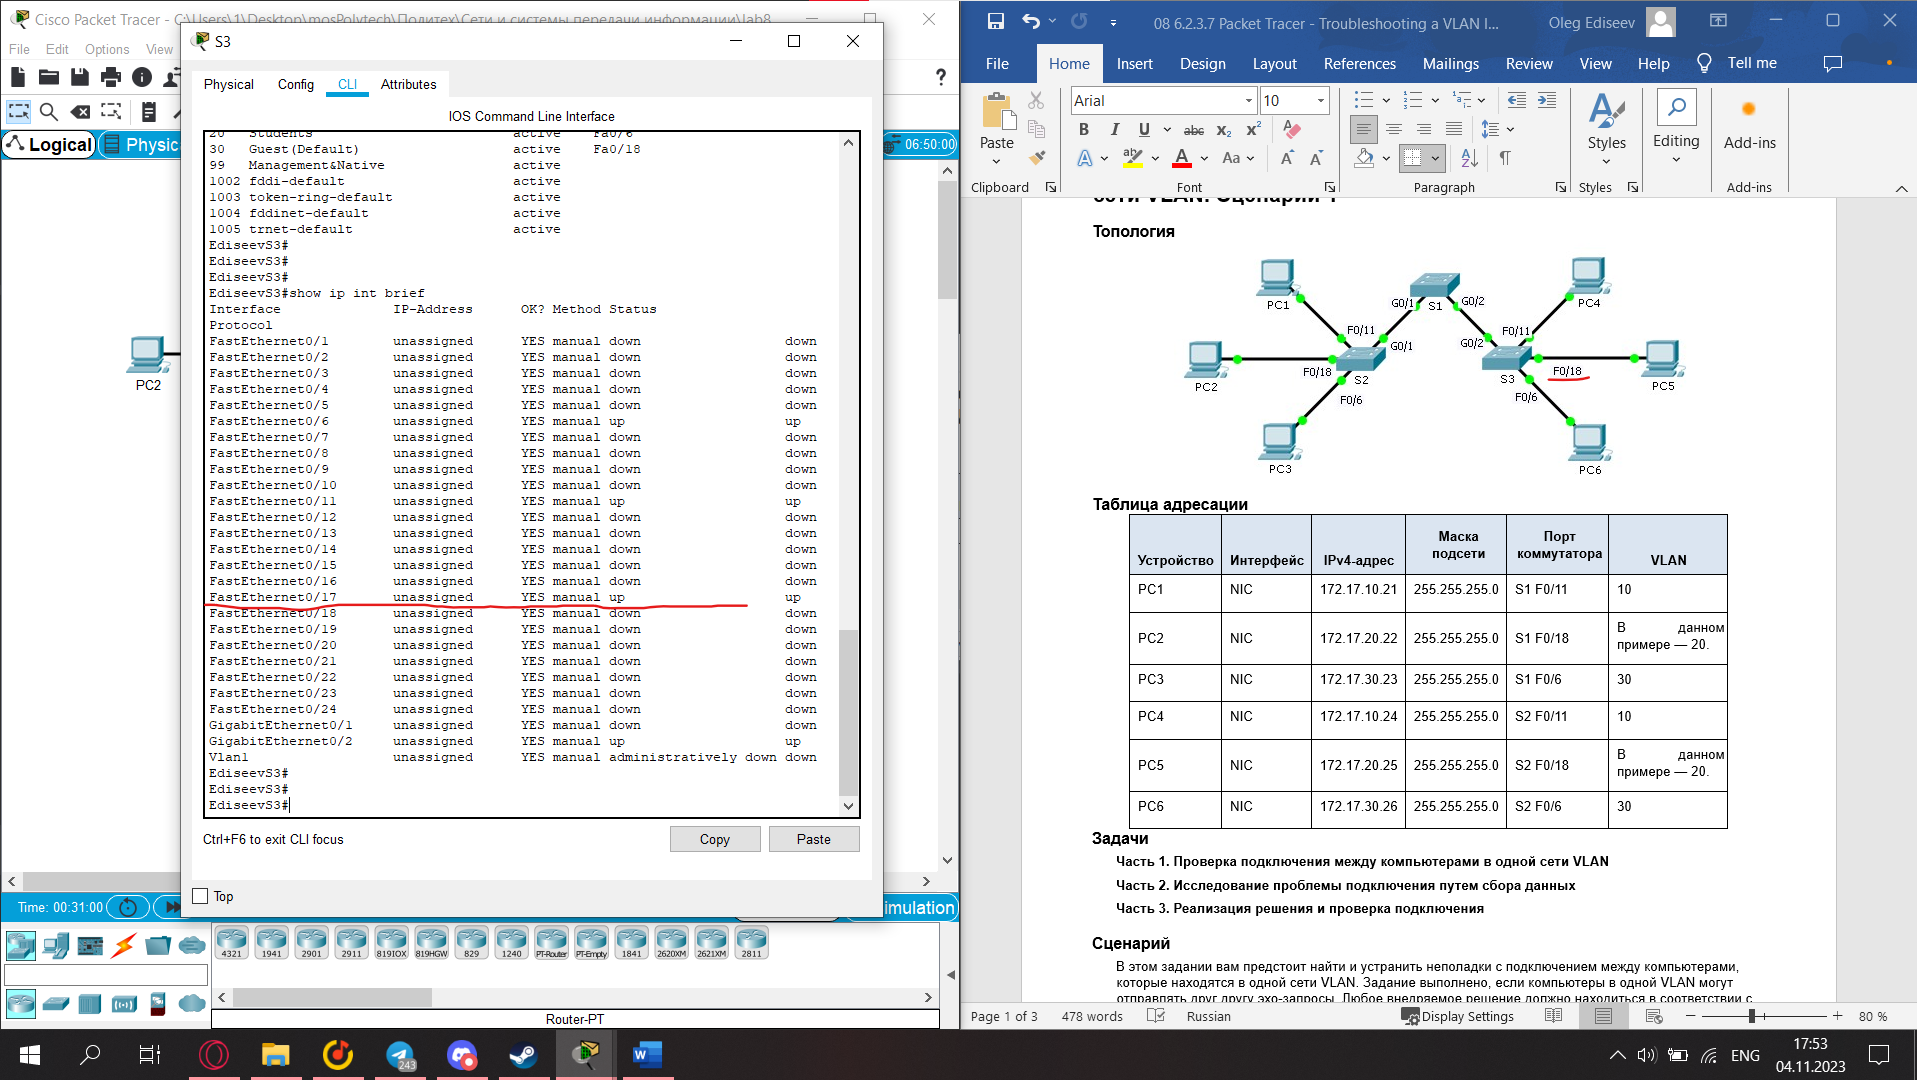 Cisco Packet Tracer - C:\Users\1\Desktop\mosPolytech\Политех\Сети и системы передачи информации\lab8
File Edit Options View
Logical
06:50:00
PC2
S3
Physical Config CLI Attributes
?
IOS Command Line Interface
20 Students active Fa0/6
30 Guest(Default) active Fa0/18
99 Management&Native active
1002 fddi-default active
1003 token-ring-default active
1004 fddinet-default active
1005 trnet-default active
EdiseevS3#
EdiseevS3#
EdiseevS3#
EdiseevS3#show ip int brief
Interface IP-Address OK? Method Status
Protocol
FastEthernet0/1 unassigned YES manual down down
FastEthernet0/2 unassigned YES manual down down
FastEthernet0/3 unassigned YES manual down down
FastEthernet0/4 unassigned YES manual down down
FastEthernet0/5 unassigned YES manual down down
FastEthernet0/6 unassigned YES manual up up
FastEthernet0/7 unassigned YES manual down down
FastEthernet0/8 unassigned YES manual down down
FastEthernet0/9 unassigned YES manual down down
FastEthernet0/10 unassigned YES manual down down
FastEthernet0/11 unassigned YES manual up up
FastEthernet0/12 unassigned YES manual down down
FastEthernet0/13 unassigned YES manual down down
FastEthernet0/14 unassigned YES manual down down
FastEthernet0/15 unassigned YES manual down down
FastEthernet0/16 unassigned YES manual down down
FastEthernet0/17 unassigned YES manual up up
FastEthernet0/18 unassigned YES manual down down
FastEthernet0/19 unassigned YES manual down down
FastEthernet0/20 unassigned YES manual down down
FastEthernet0/21 unassigned YES manual down down
FastEthernet0/22 unassigned YES manual down down
FastEthernet0/23 unassigned YES manual down down
FastEthernet0/24 unassigned YES manual down down
GigabitEthernet0/1 unassigned YES manual down down
GigabitEthernet0/2 unassigned YES manual up up
Vlan1 unassigned YES manual administratively down down
EdiseevS3#
EdiseevS3#
EdiseevS3#
Ctrl+F6 to exit CLI focus
Copy Paste
Top
Time: 00:31:00
4321 1941 2901 2911 819IOX 819HGW 829 1240 PT-Router PT-Empty 1841 2620XM 2621XM 2811
Router-PT
08 6.2.3.7 Packet Tracer - Troubleshooting a VLAN I...
Oleg Ediseev
File Home Insert Design Layout References Mailings Review View Help Tell me
Paste
Arial 10
B I U abc x₂ x²
Aa
Styles Editing Add-ins
Clipboard Font Paragraph Styles Add-ins
сети VLAN. Сценарий 1
Топология
PC1 G0/1 S1 G0/2 PC4
F0/11 G0/1 G0/2 F0/11
PC2 F0/18 S2 S3 F0/18 PC5
F0/6 F0/6
PC3 PC6
Таблица адресации
Устройство Интерфейс IPv4-адрес Маска подсети Порт коммутатора VLAN
PC1 NIC 172.17.10.21 255.255.255.0 S1 F0/11 10
PC2 NIC 172.17.20.22 255.255.255.0 S1 F0/18 В данном примере — 20.
PC3 NIC 172.17.30.23 255.255.255.0 S1 F0/6 30
PC4 NIC 172.17.10.24 255.255.255.0 S2 F0/11 10
PC5 NIC 172.17.20.25 255.255.255.0 S2 F0/18 В данном примере — 20.
PC6 NIC 172.17.30.26 255.255.255.0 S2 F0/6 30
Задачи
Часть 1. Проверка подключения между компьютерами в одной сети VLAN
Часть 2. Исследование проблемы подключения путем сбора данных
Часть 3. Реализация решения и проверка подключения
Сценарий
В этом задании вам предстоит найти и устранить неполадки с подключением между компьютерами,
которые находятся в одной сети VLAN. Задание выполнено, если компьютеры в одной VLAN могут
отправлять друг другу эхо-запросы. Любое внедряемое решение должно находиться в соответствии с
Page 1 of 3 478 words Russian Display Settings 80 %
243
ENG
17:53
04.11.2023